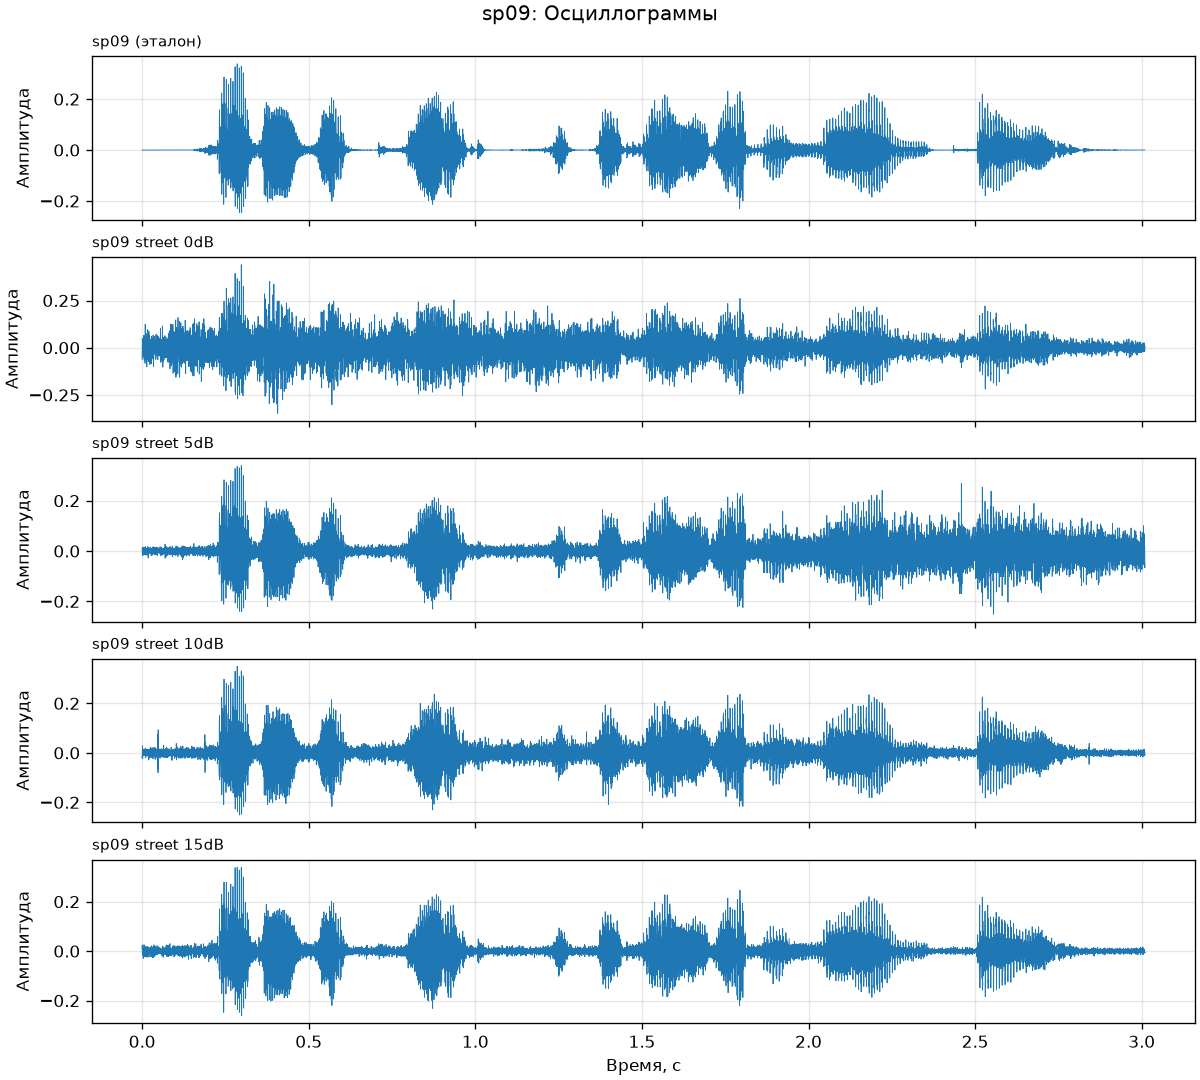 sp09: Осциллограммы
sp09 (эталон)
Амплитуда
0.2
0.0
−0.2
sp09 street 0dB
Амплитуда
0.25
0.00
−0.25
sp09 street 5dB
Амплитуда
0.2
0.0
−0.2
sp09 street 10dB
Амплитуда
0.2
0.0
−0.2
sp09 street 15dB
Амплитуда
0.2
0.0
−0.2
0.0 0.5 1.0 1.5 2.0 2.5 3.0
Время, с